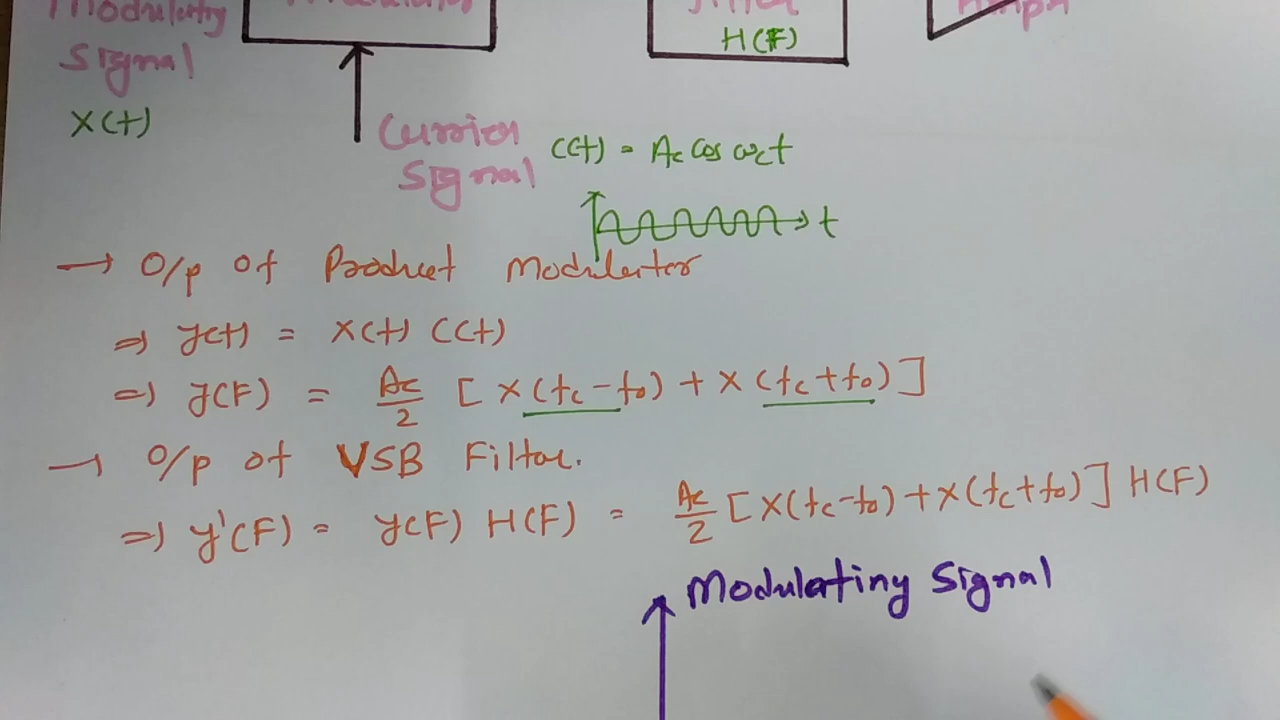 Modulating
Signal
X(t)
H(F)
Carrier
Signal
C(t) = Ac Cos ωct
t
→ O/p of Product Modulator
⇒ y(t) = x(t) C(t)
⇒ y(F) = Ac/2 [ X (fc - fo) + X (fc + fo) ]
→ O/p of VSB Filter.
⇒ y'(F) = y(F) H(F) = Ac/2 [ X(fc-fo) + X(fc+fo) ] H(F)
Modulating Signal